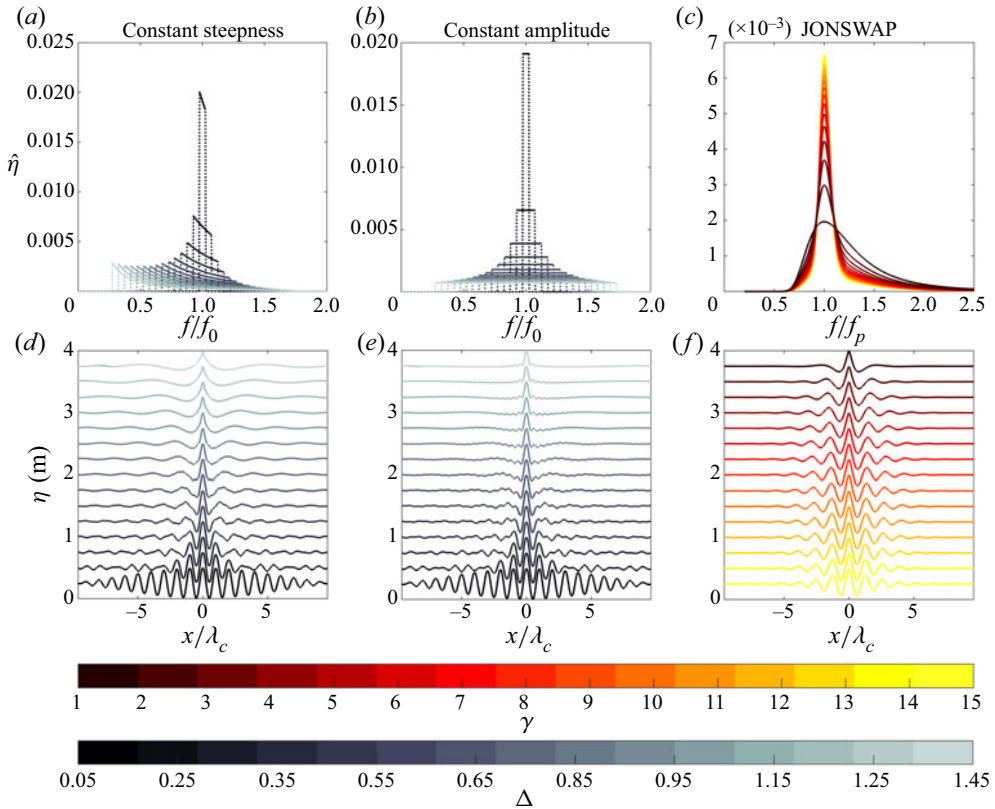 (a) Constant steepness
(b) Constant amplitude
(c) (×10⁻³) JONSWAP
0.025
0.020
0.015
0.010
0.005
η̂
0 0.5 1.0 1.5 2.0
f/f₀
0.020
0.015
0.010
0.005
0 0.5 1.0 1.5 2.0
f/f₀
7
6
5
4
3
2
1
0 0.5 1.0 1.5 2.0 2.5
f/fₚ
(d)
4
3
2
1
0
η (m)
−5 0 5
x/λ_c
(e)
4
3
2
1
0
−5 0 5
x/λ_c
(f)
4
3
2
1
0
−5 0 5
x/λ_c
1 2 3 4 5 6 7 8 9 10 11 12 13 14 15
γ
0.05 0.25 0.35 0.45 0.55 0.65 0.85 0.95 1.15 1.25 1.45
Δ